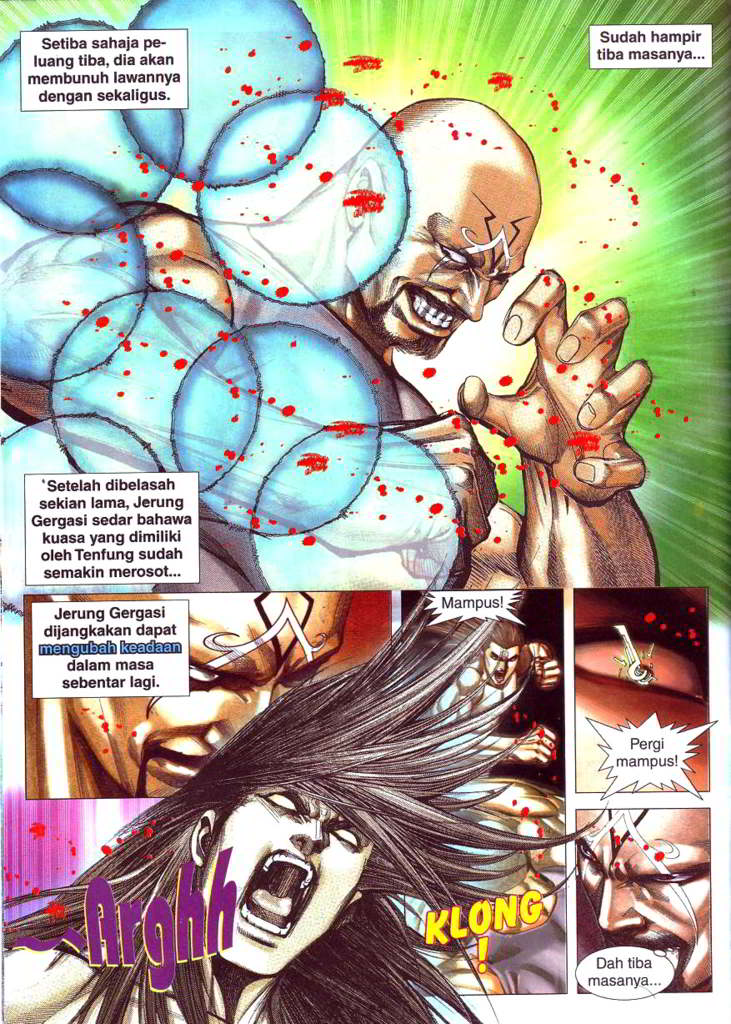 Setiba sahaja pe-
luang tiba, dia akan
membunuh lawannya
dengan sekaligus.
Sudah hampir
tiba masanya...
‘Setelah dibelasah
sekian lama, Jerung
Gergasi sedar bahawa
kuasa yang dimiliki
oleh Tenfung sudah
semakin merosot...
Jerung Gergasi
dijangkakan dapat
mengubah keadaan
dalam masa
sebentar lagi.
Mampus!
Pergi
mampus!
Arghh
KLONG
!
Dah tiba
masanya...